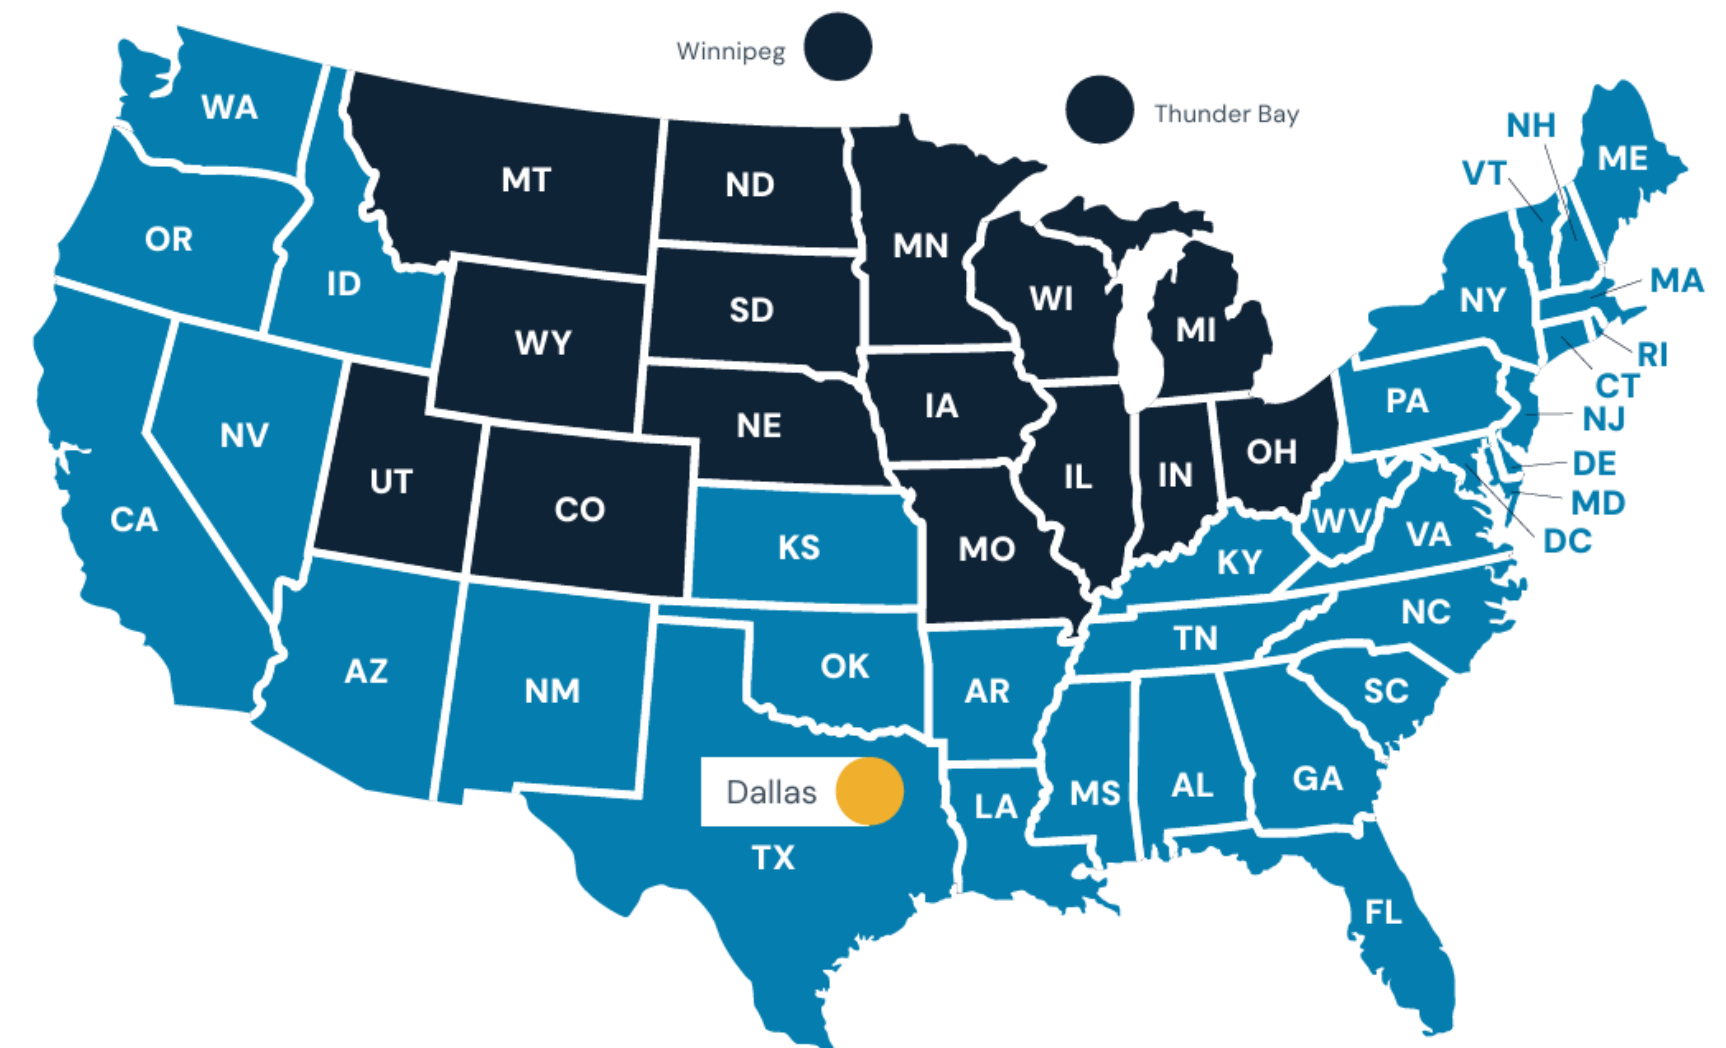 Winnipeg
Thunder Bay
WA
MT
ND
MN
OR
ID
SD
WI
MI
WY
NE
IA
NV
UT
CO
KS
MO
IL
IN
OH
CA
AZ
NM
OK
AR
TN
KY
WV
VA
NC
SC
Dallas
TX
LA
MS
AL
GA
FL
PA
NY
VT
NH
ME
MA
RI
CT
NJ
DE
MD
DC